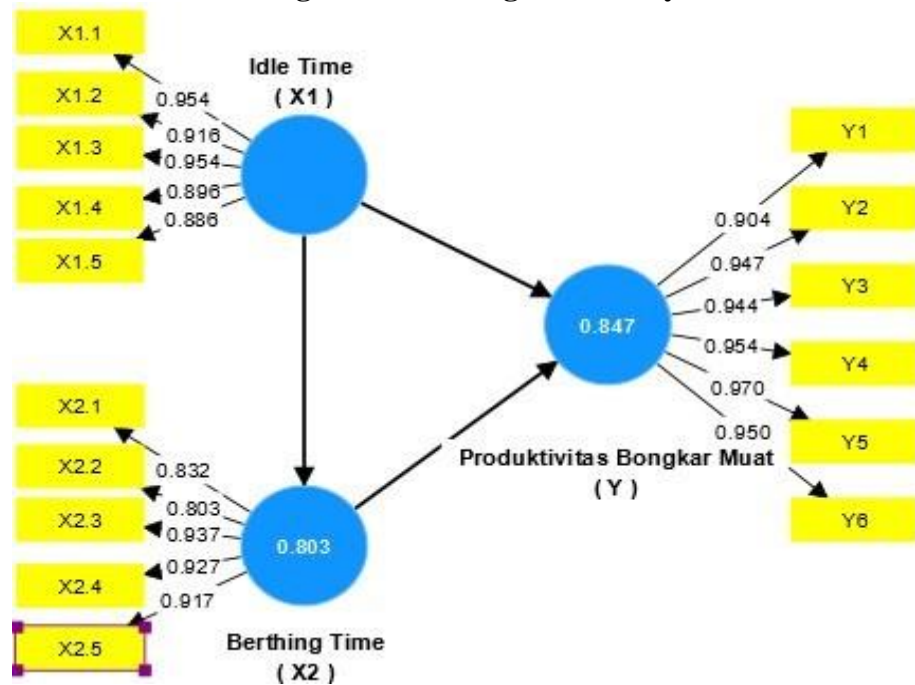 X1.1
X1.2
X1.3
X1.4
X1.5
0.954
0.916
0.954
0.896
0.886
Idle Time
( X1 )
Y1
Y2
Y3
Y4
Y5
Y6
0.904
0.947
0.944
0.954
0.970
0.950
0.847
Produktivitas Bongkar Muat
( Y )
X2.1
X2.2
X2.3
X2.4
X2.5
0.832
0.803
0.937
0.927
0.917
0.803
Berthing Time
( X2 )